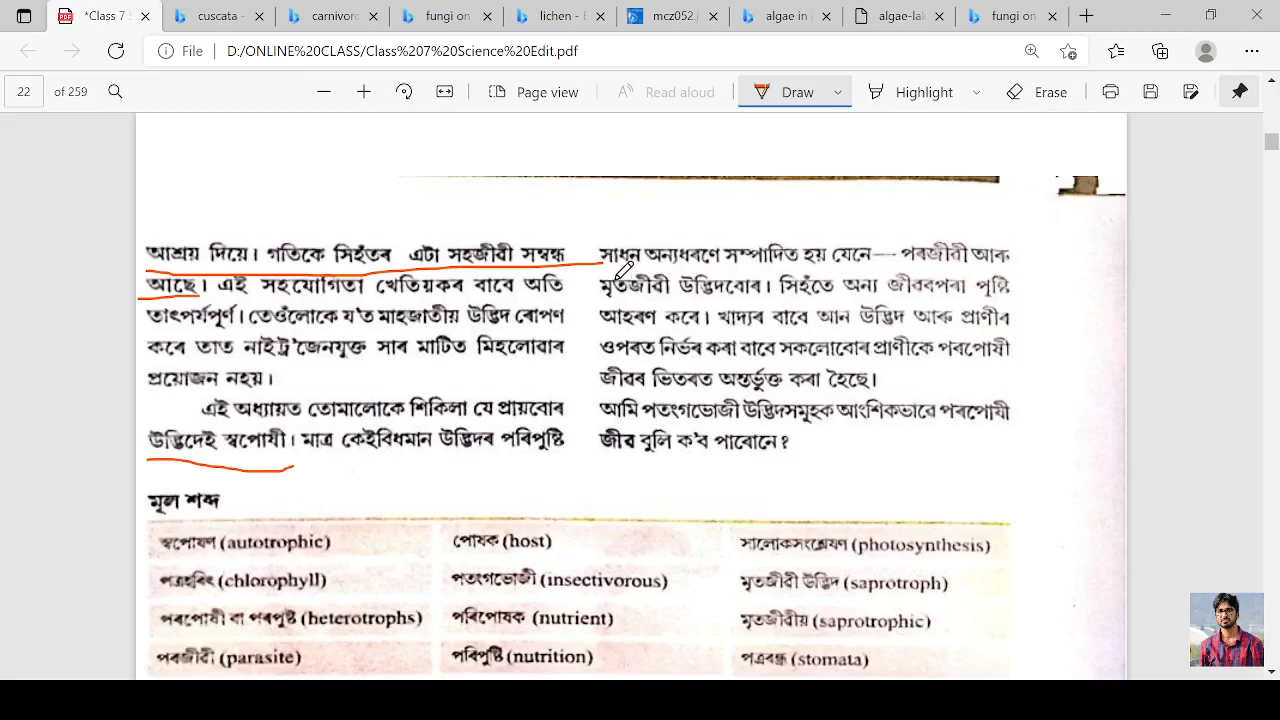 *Class 7 S
cuscata -
carnivorc
fungi on
lichen - E
mcz052.j
algae in p
algae-lak
fungi on
File
D:/ONLINE%20CLASS/Class%207%20Science%20Edit.pdf
22 of 259
Page view
Read aloud
Draw
Highlight
Erase
আশ্ৰয় দিয়ে। গতিকে সিহঁতৰ এটা সহজীৱী সম্বন্ধ
আছে। এই সহযোগিতা খেতিয়কৰ বাবে অতি
তাৎপৰ্যপূৰ্ণ। তেওঁলোকে য'ত মাহজাতীয় উদ্ভিদ ৰোপণ
কৰে তাত নাইট্ৰ'জেনযুক্ত সাৰ মাটিত মিহলোৱাৰ
প্ৰয়োজন নহয়।
এই অধ্যায়ত তোমালোকে শিকিলা যে প্ৰায়বোৰ
উদ্ভিদেই স্বপোষী। মাত্ৰ কেইবিধমান উদ্ভিদৰ পৰিপুষ্টি
সাধন অন্যধৰণে সম্পাদিত হয় যেনে— পৰজীৱী আৰু
মৃতজীৱী উদ্ভিদবোৰ। সিহঁতে অন্য জীৱৰপৰা পুষ্টি
আহৰণ কৰে। খাদ্যৰ বাবে আন উদ্ভিদ আৰু প্ৰাণীৰ
ওপৰত নিৰ্ভৰ কৰা বাবে সকলোবোৰ প্ৰাণীকে পৰপোষী
জীৱৰ ভিতৰত অন্তৰ্ভুক্ত কৰা হৈছে।
আমি পতংগভোজী উদ্ভিদসমূহক আংশিকভাৱে পৰপোষী
জীৱ বুলি ক'ব পাৰোনে?
মূল শব্দ
স্বপোষণ (autotrophic)
পোষক (host)
সালোকসংশ্লেষণ (photosynthesis)
পত্ৰহৰিৎ (chlorophyll)
পতংগভোজী (insectivorous)
মৃতজীৱী উদ্ভিদ (saprotroph)
পৰপোষী বা পৰপুষ্ট (heterotrophs)
পৰিপোষক (nutrient)
মৃতজীৱীয় (saprotrophic)
পৰজীৱী (parasite)
পৰিপুষ্টি (nutrition)
পত্ৰৰন্ধ্ৰ (stomata)